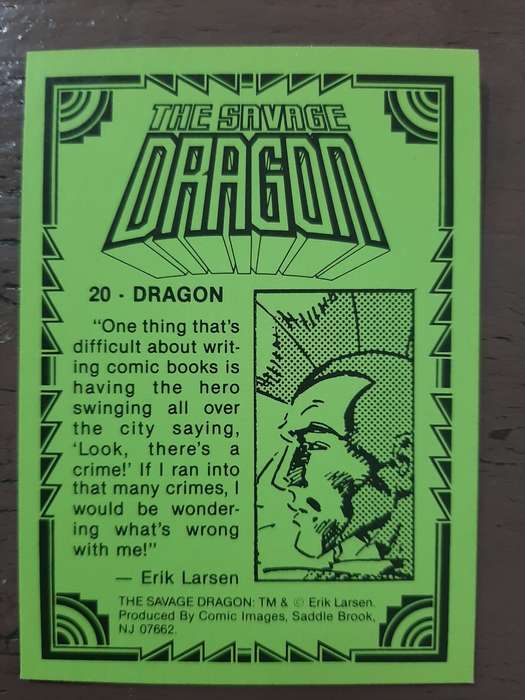 THE SAVAGE
DRAGON
20 - DRAGON
“One thing that's
difficult about writ-
ing comic books is
having the hero
swinging all over
the city saying,
‘Look, there's a
crime!’ If I ran into
that many crimes, I
would be wonder-
ing what's wrong
with me!”
— Erik Larsen
THE SAVAGE DRAGON: TM & © Erik Larsen.
Produced By Comic Images, Saddle Brook,
NJ 07662.